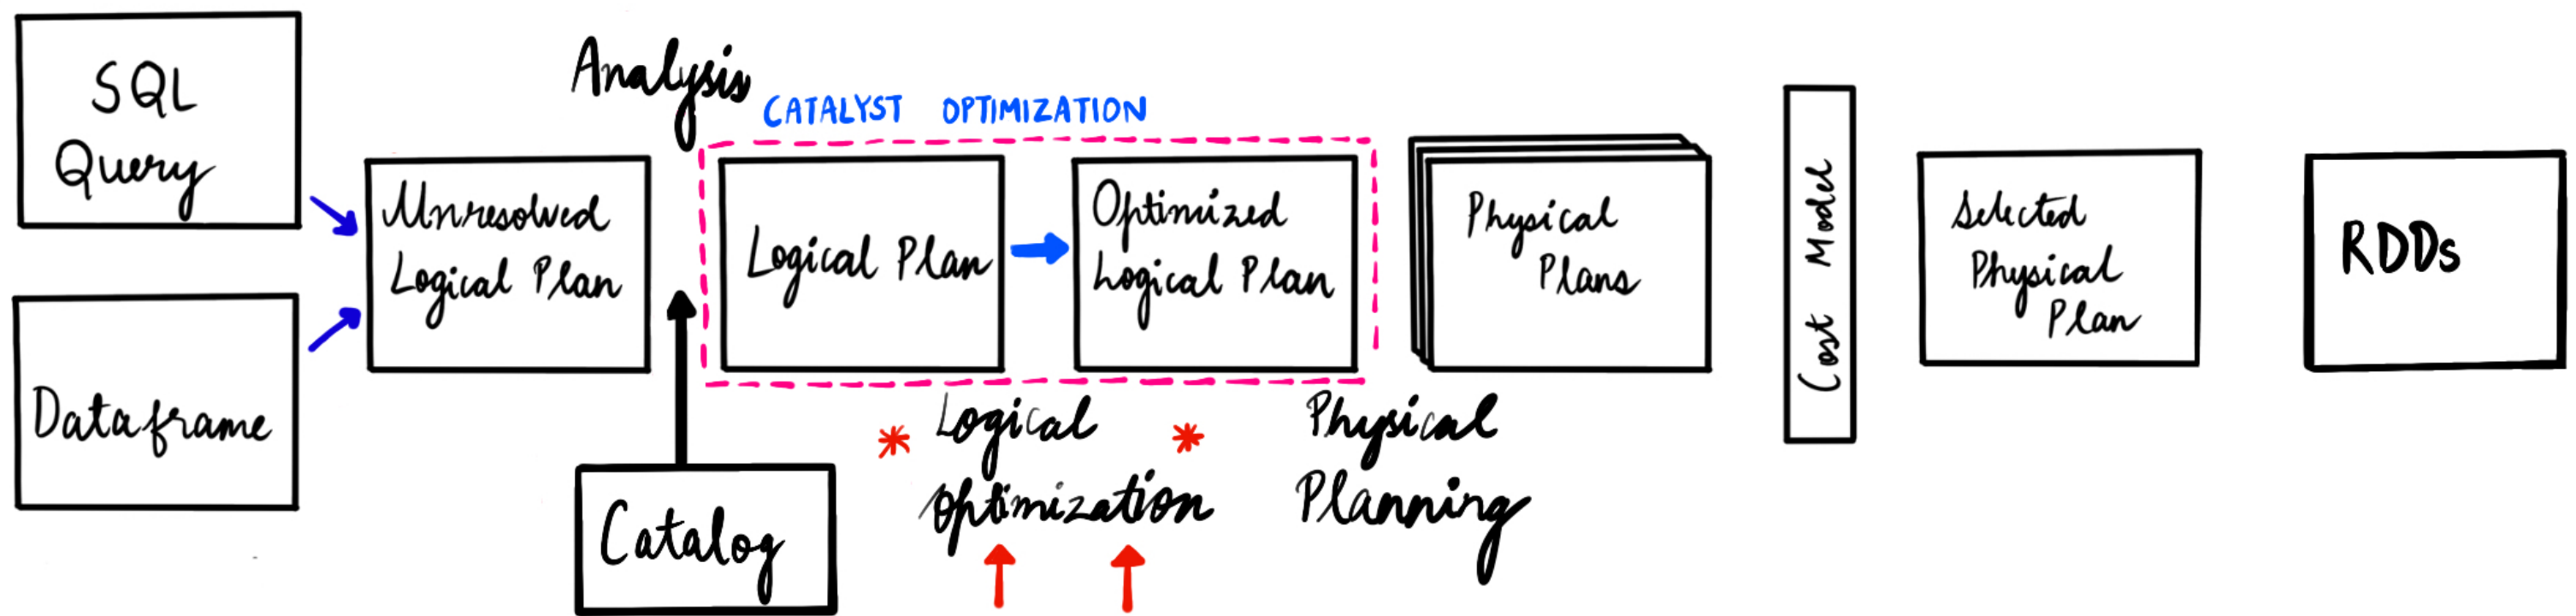 SQL
Query
Dataframe
Unresolved
Logical Plan
Analysis
Catalog
CATALYST OPTIMIZATION
Logical Plan
Optimized
Logical Plan
* Logical *
Optimization
Physical
Planning
Physical
Plans
Cost Model
Selected
Physical
Plan
RDDs